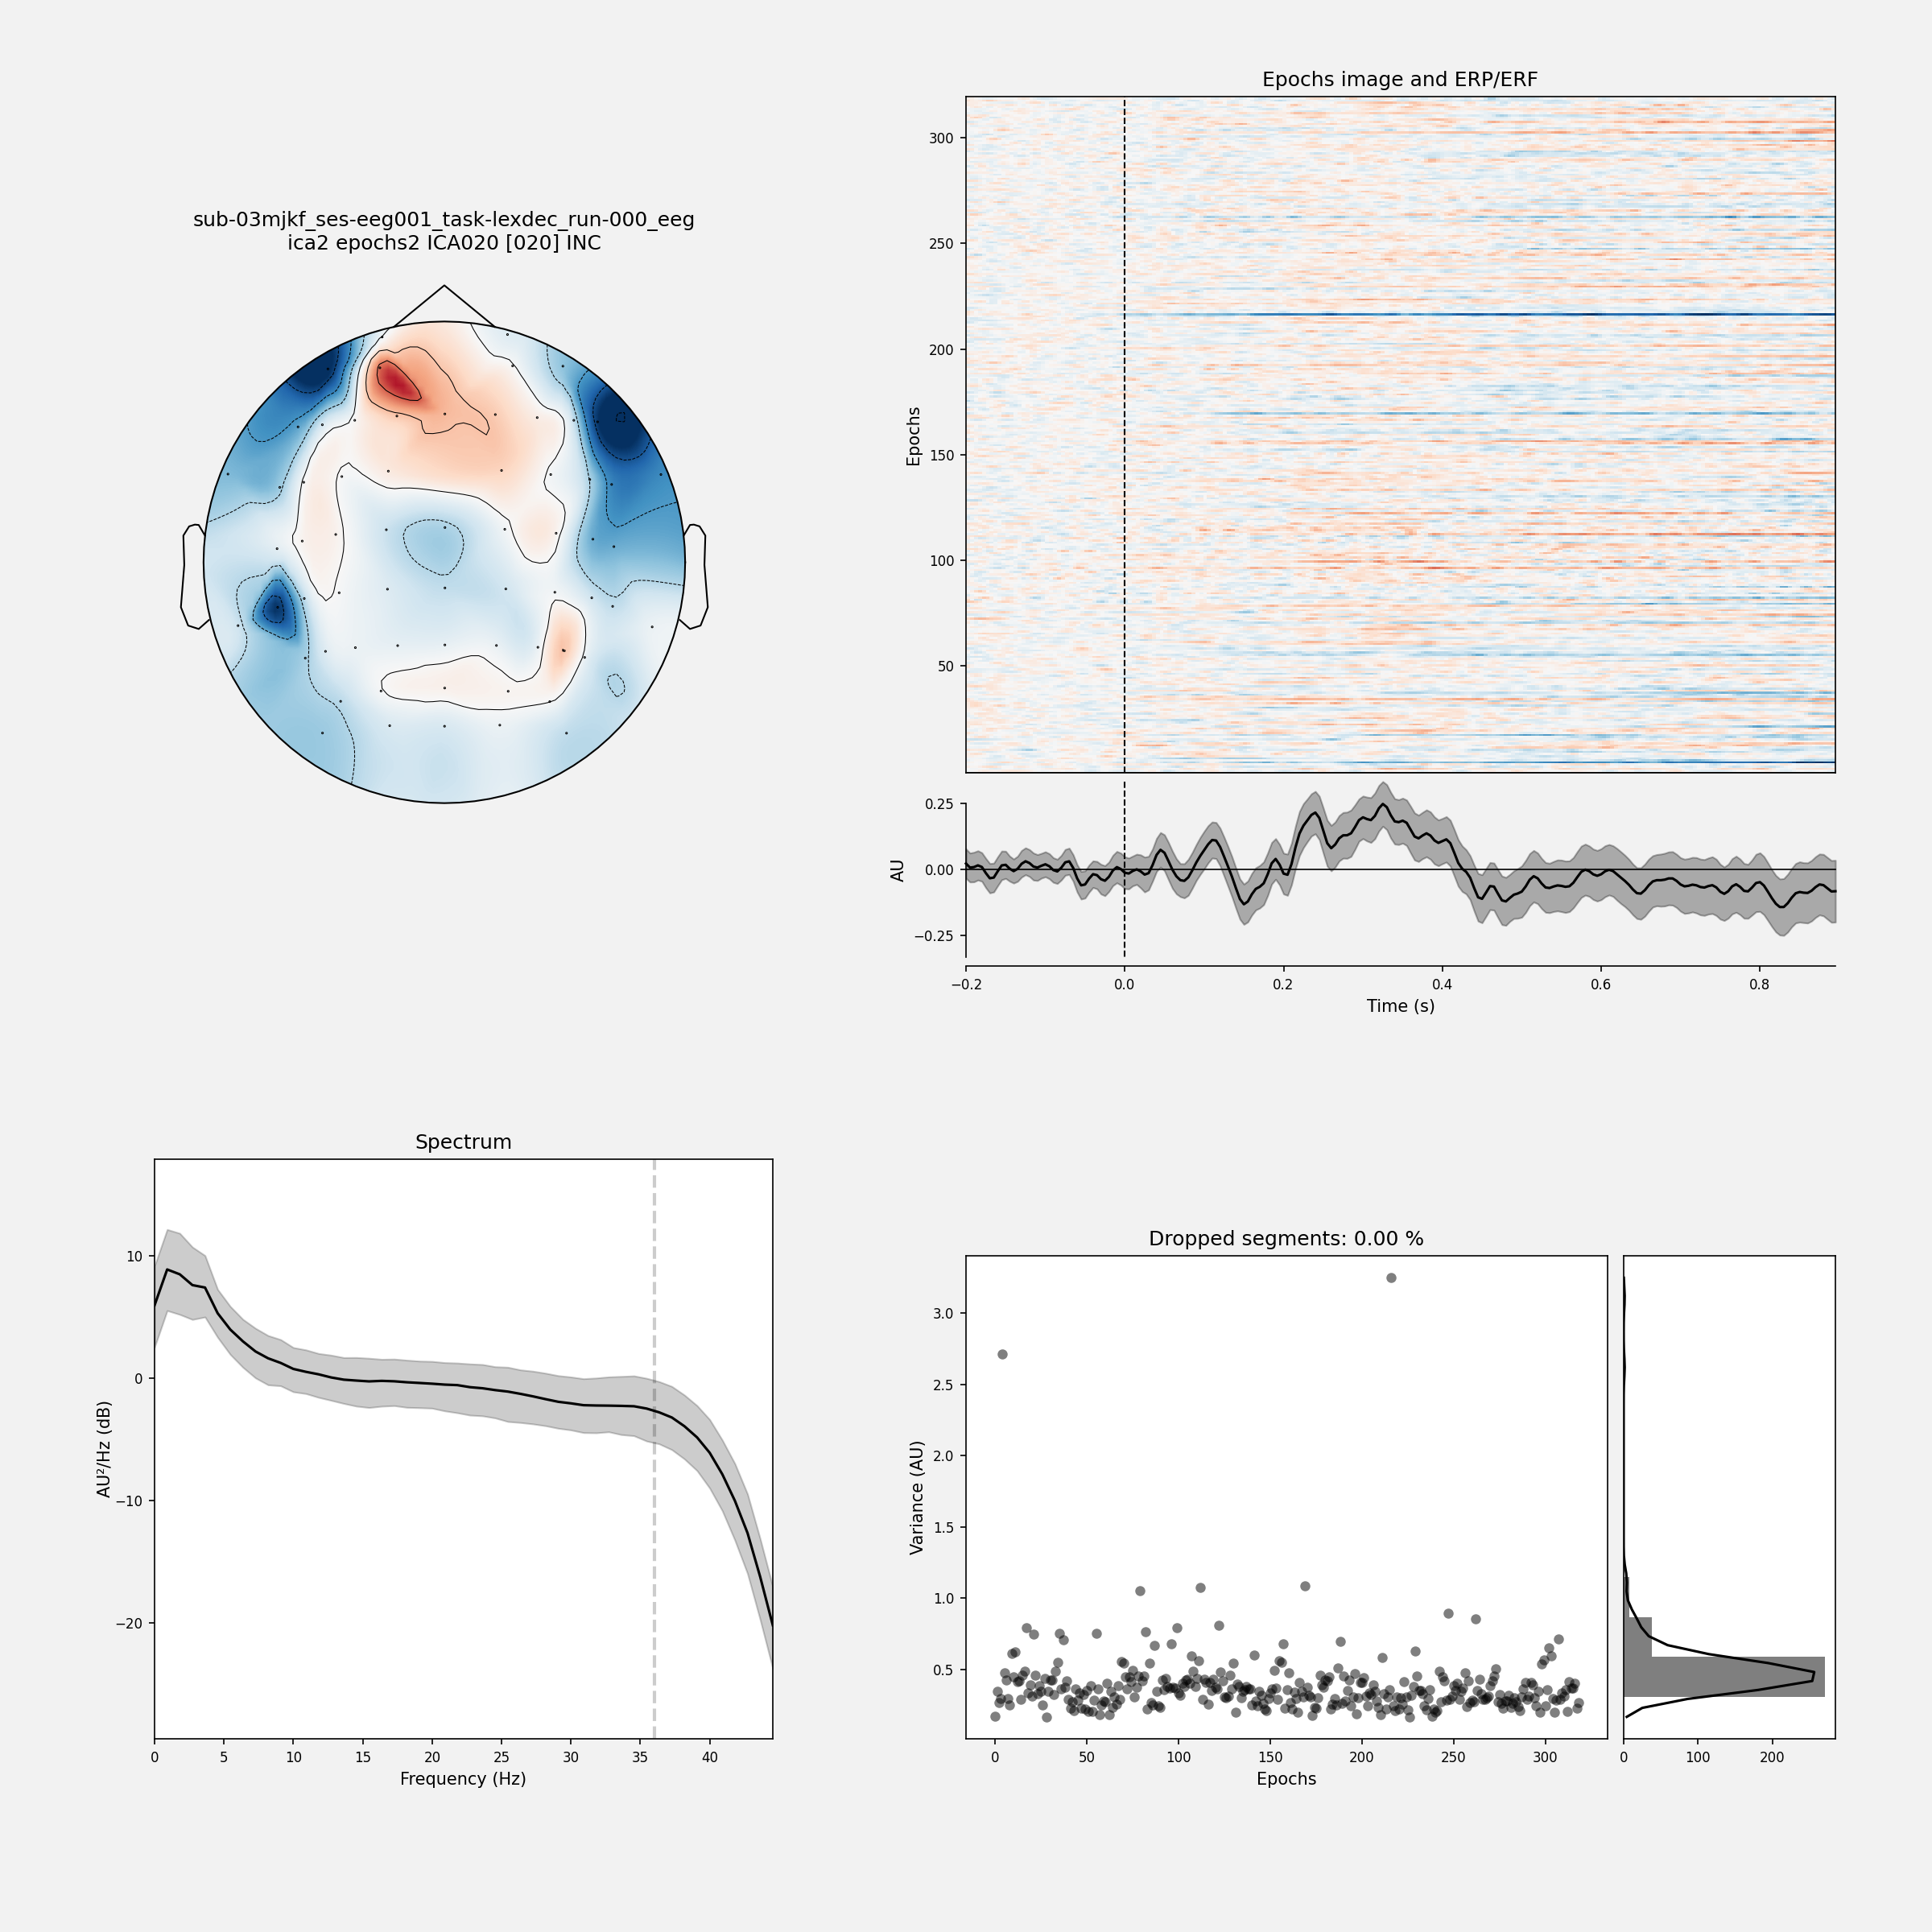 sub-03mjkf_ses-eeg001_task-lexdec_run-000_eeg
ica2 epochs2 ICA020 [020] INC
Epochs image and ERP/ERF
Epochs
300
250
200
150
100
50
AU
0.25
0.00
−0.25
−0.2 0.0 0.2 0.4 0.6 0.8
Time (s)
Spectrum
AU²/Hz (dB)
10
0
−10
−20
0 5 10 15 20 25 30 35 40
Frequency (Hz)
Dropped segments: 0.00 %
Variance (AU)
3.0
2.5
2.0
1.5
1.0
0.5
0 50 100 150 200 250 300
Epochs
0 100 200